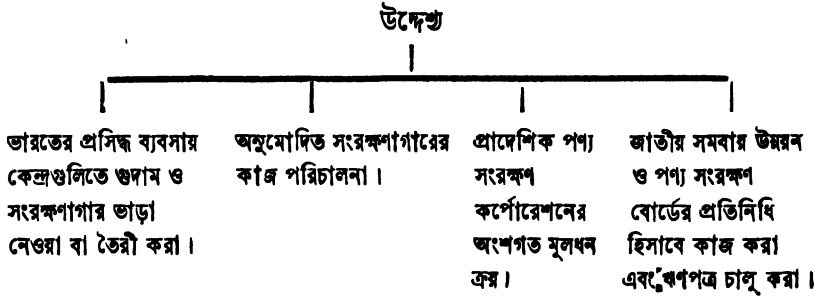 উদ্দেশ্য
ভারতের প্রসিদ্ধ ব্যবসায়
কেন্দ্রগুলিতে গুদাম ও
সংরক্ষণাগার ভাড়া
নেওয়া বা তৈরী করা।
অনুমোদিত সংরক্ষণাগারের
কাজ পরিচালনা।
প্রাদেশিক পণ্য
সংরক্ষণ
কর্পোরেশনের
অংশগত মূলধন
ক্রয়।
জাতীয় সমবায় উন্নয়ন
ও পণ্য সংরক্ষণ
বোর্ডের প্রতিনিধি
হিসাবে কাজ করা
এবং ঋণপত্র চালু করা।